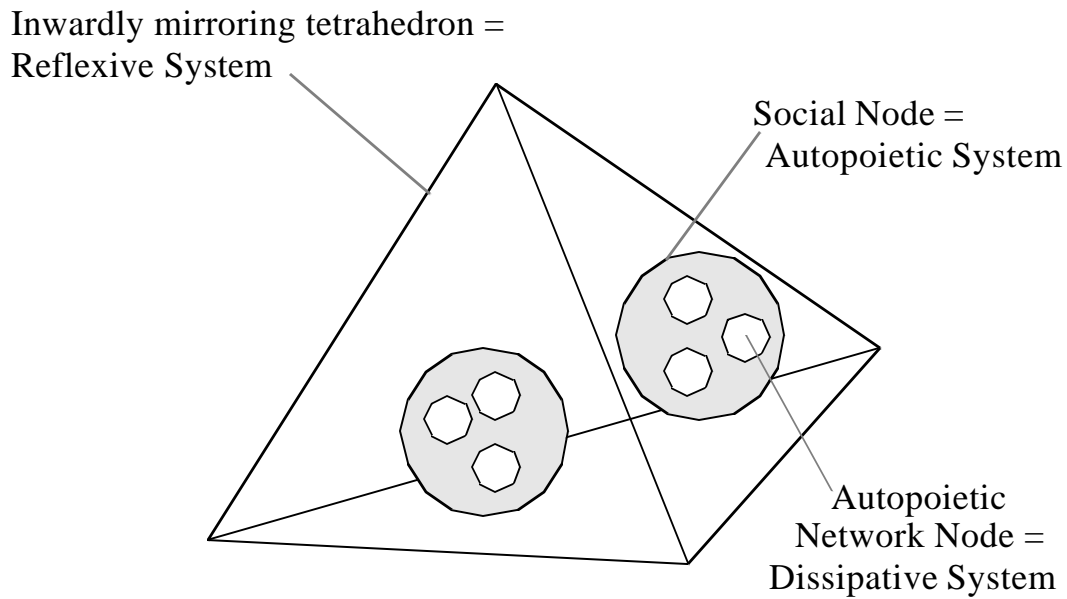 Inwardly mirroring tetrahedron =
Reflexive System
Social Node =
Autopoietic System
Autopoietic
Network Node =
Dissipative System